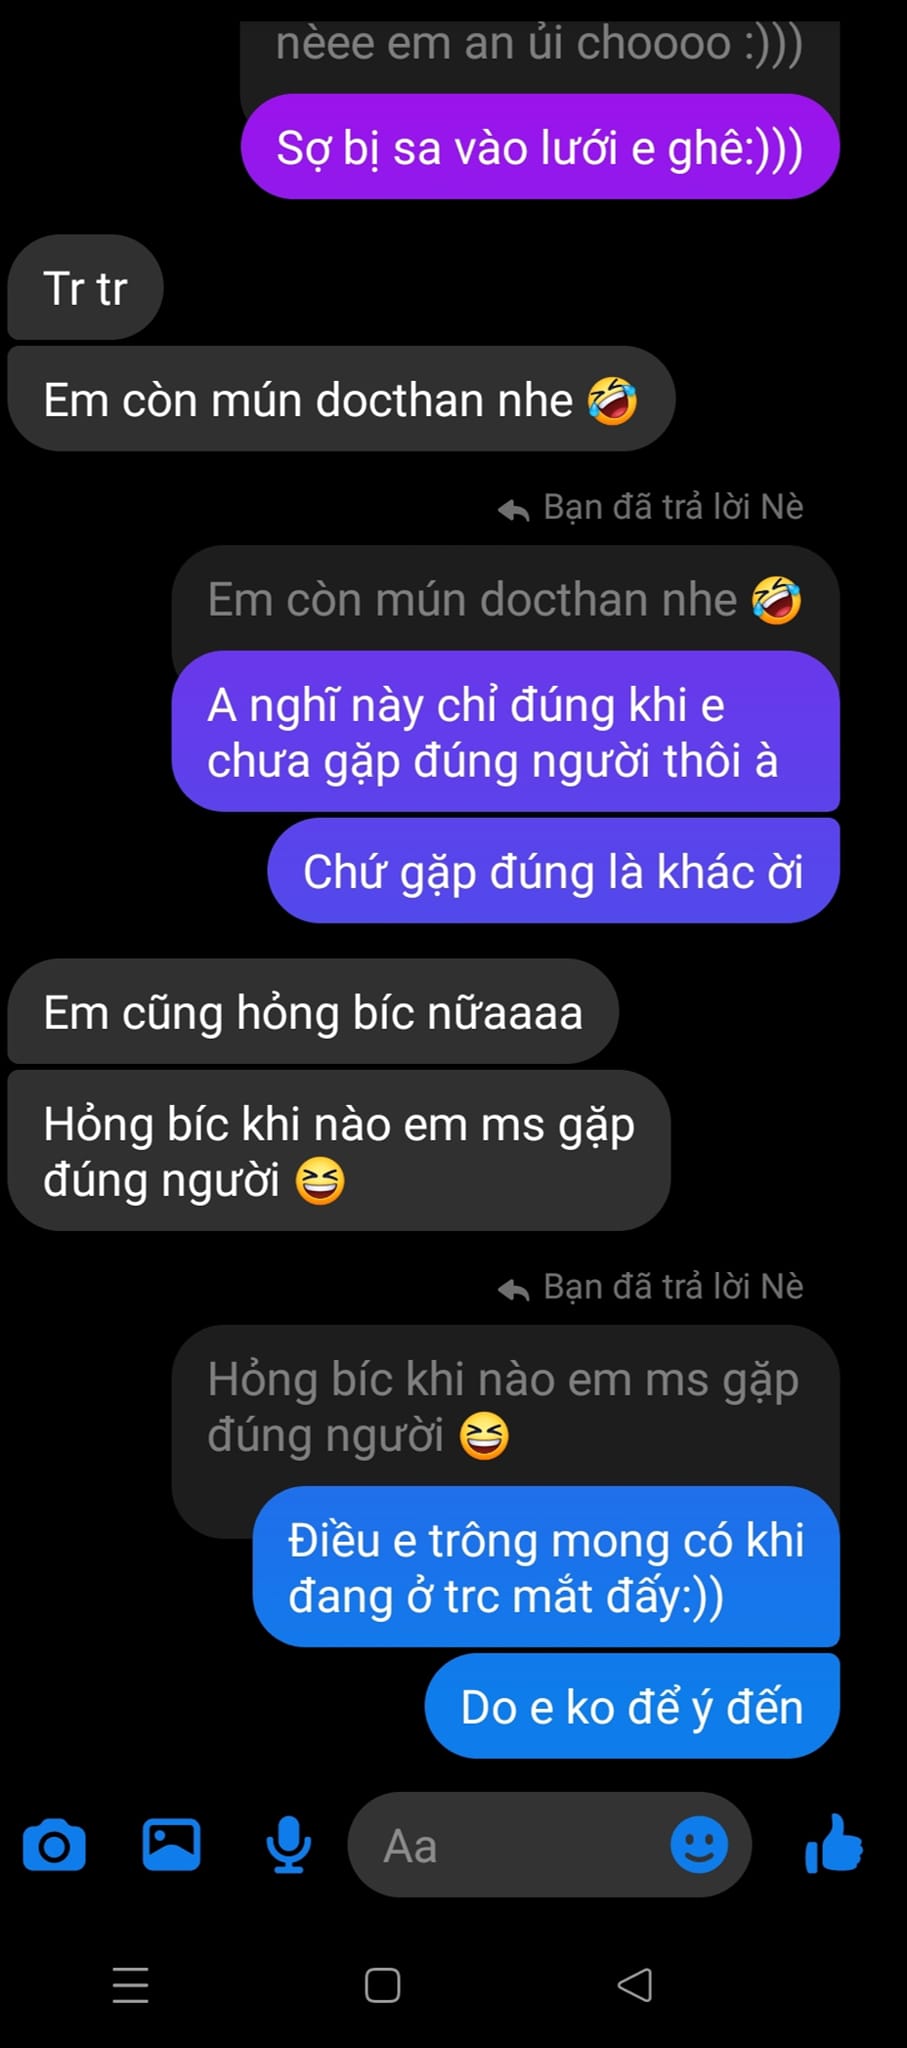 nèeee em an ủi choooo :)))
Sợ bị sa vào lưới e ghê:)))
Tr tr
Em còn mún docthan nhe 🤣
Bạn đã trả lời Nè
Em còn mún docthan nhe 🤣
A nghĩ này chỉ đúng khi e
chưa gặp đúng người thôi à
Chứ gặp đúng là khác ời
Em cũng hỏng bíc nữaaaa
Hỏng bíc khi nào em ms gặp
đúng người 😆
Bạn đã trả lời Nè
Hỏng bíc khi nào em ms gặp
đúng người 😆
Điều e trông mong có khi
đang ở trc mắt đấy:))
Do e ko để ý đến
Aa